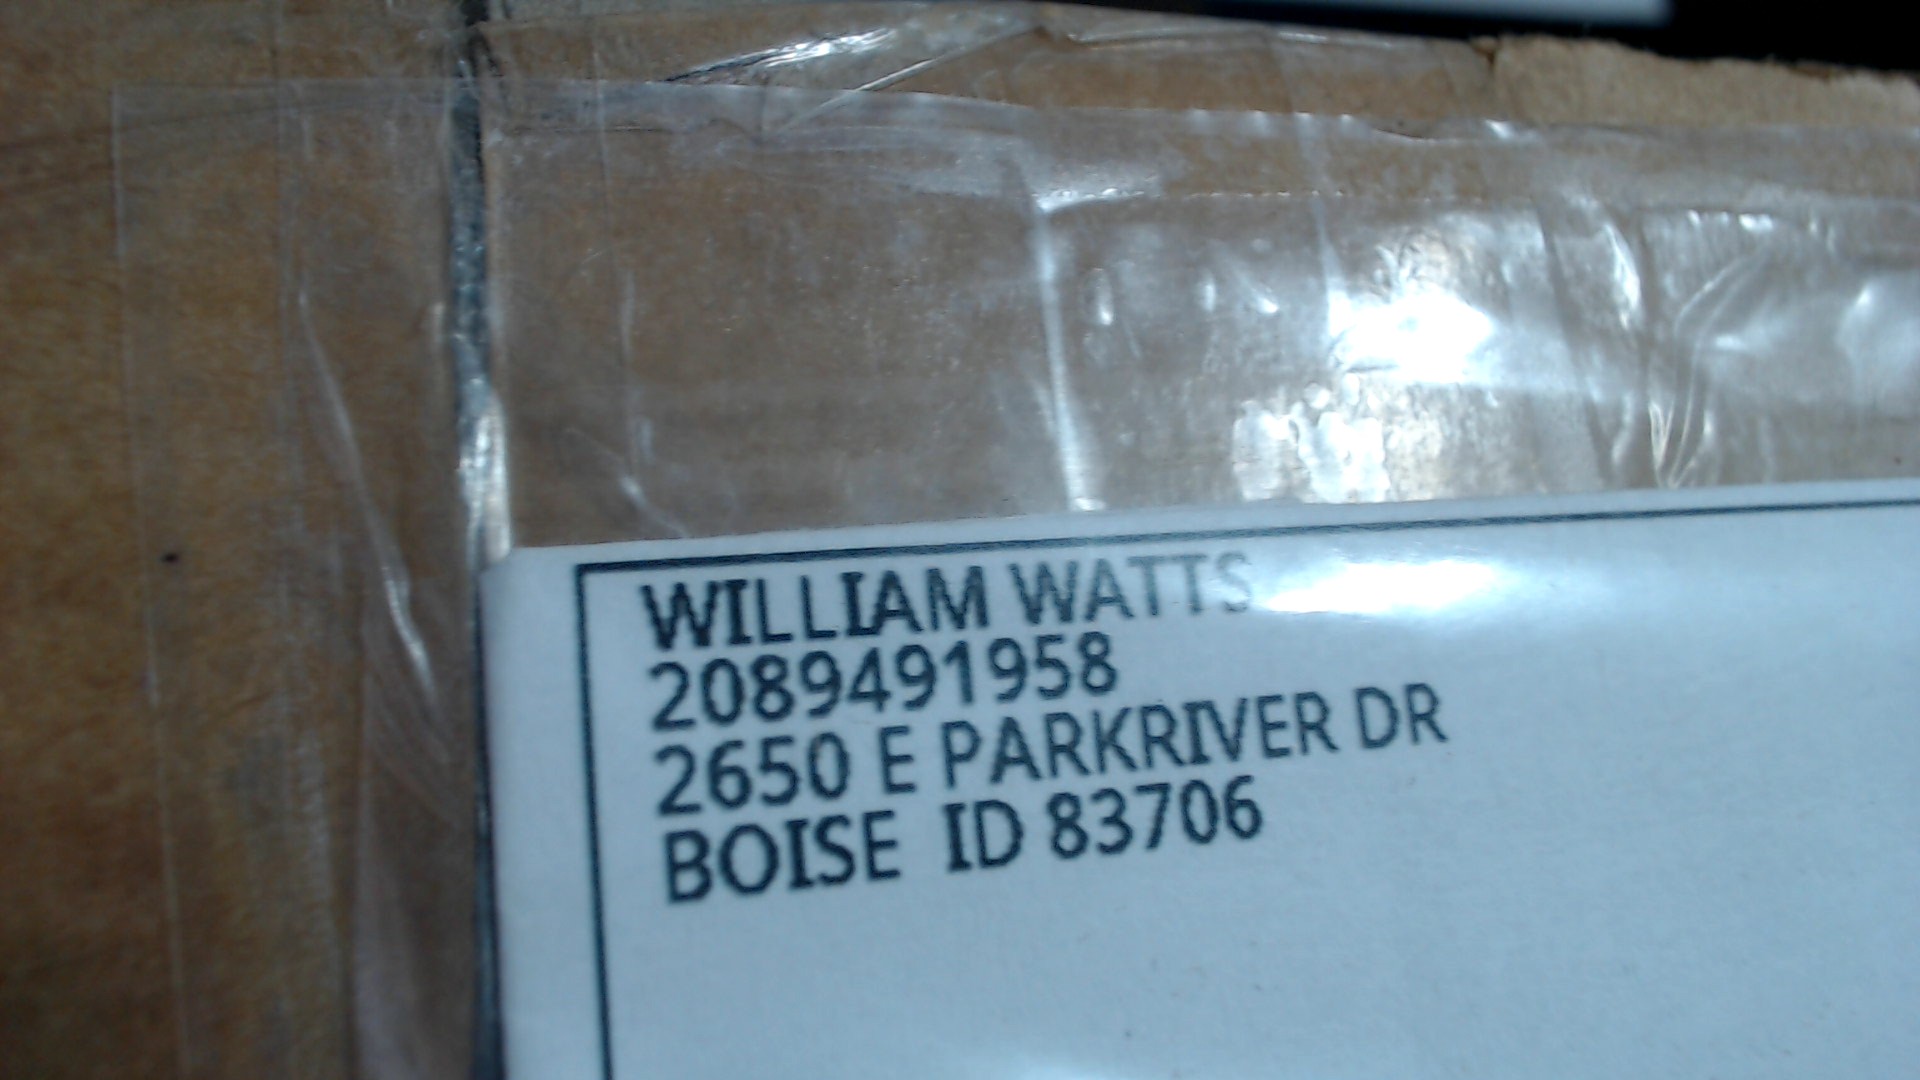 WILLIAM WATTS
2089491958
2650 E PARKRIVER DR
BOISE  ID 83706